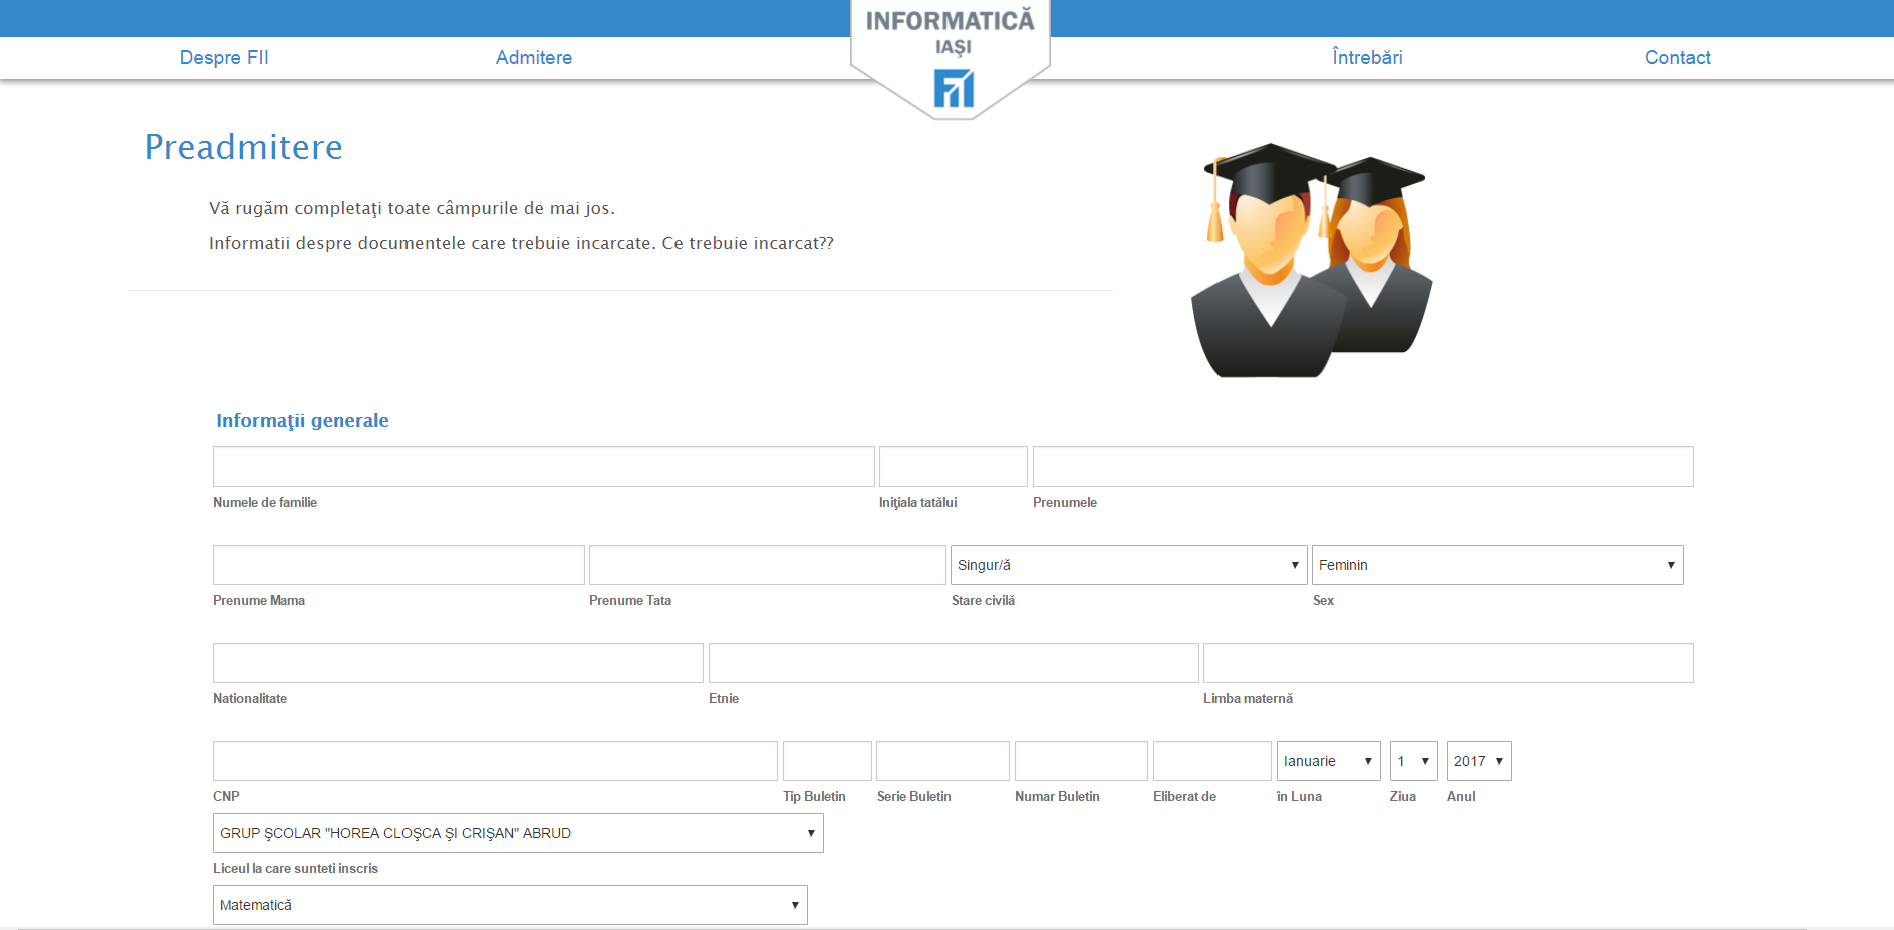 INFORMATICĂ
IAŞI
Despre FII
Admitere
Întrebări
Contact
Preadmitere
Vă rugăm completaţi toate câmpurile de mai jos.
Informatii despre documentele care trebuie incarcate. Ce trebuie incarcat??
Informaţii generale
Numele de familie
Iniţiala tatălui
Prenumele
Singur/ă
Feminin
Prenume Mama
Prenume Tata
Stare civilă
Sex
Nationalitate
Etnie
Limba maternă
Ianuarie
1
2017
CNP
Tip Buletin
Serie Buletin
Numar Buletin
Eliberat de
în Luna
Ziua
Anul
GRUP ŞCOLAR "HOREA CLOŞCA ŞI CRIŞAN" ABRUD
Liceul la care sunteti inscris
Matematică